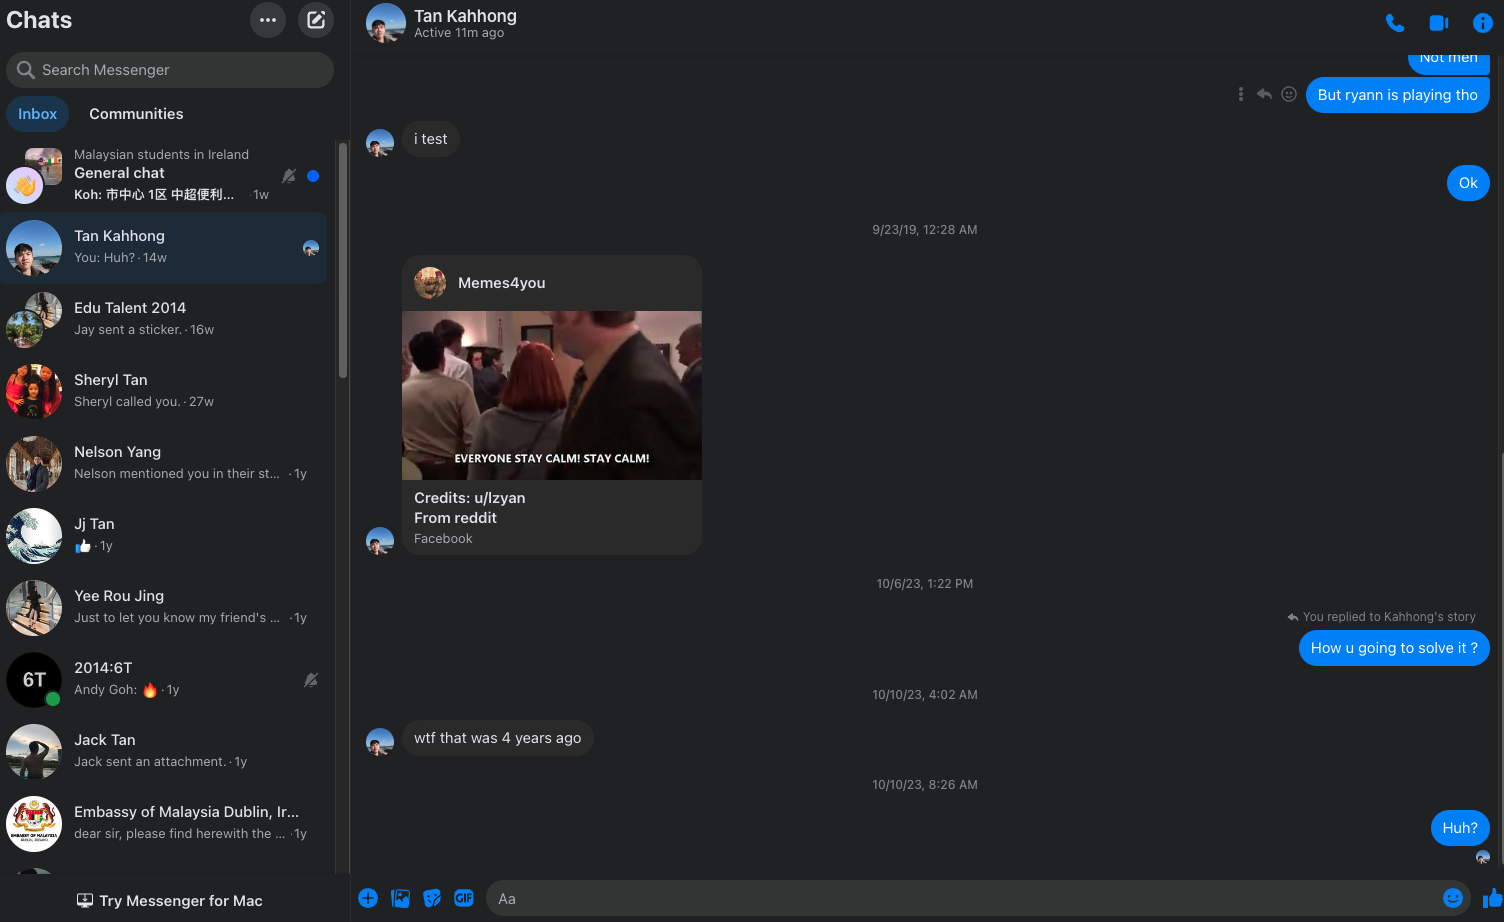 Chats
Search Messenger
Inbox
Communities
Malaysian students in Ireland
General chat
Koh: 市中心 1区 中超便利... · 1w
Tan Kahhong
You: Huh? · 14w
Edu Talent 2014
Jay sent a sticker. · 16w
Sheryl Tan
Sheryl called you. · 27w
Nelson Yang
Nelson mentioned you in their st... · 1y
Jj Tan
👍 · 1y
Yee Rou Jing
Just to let you know my friend's ... · 1y
6T
2014:6T
Andy Goh: 🔥 · 1y
Jack Tan
Jack sent an attachment. · 1y
Embassy of Malaysia Dublin, Ir...
dear sir, please find herewith the ... · 1y
EMBASSY OF MALAYSIA
Try Messenger for Mac
Tan Kahhong
Active 11m ago
Not meh
But ryann is playing tho
i test
Ok
9/23/19, 12:28 AM
Memes4you
EVERYONE STAY CALM! STAY CALM!
Credits: u/lzyan
From reddit
Facebook
10/6/23, 1:22 PM
You replied to Kahhong's story
How u going to solve it ?
10/10/23, 4:02 AM
wtf that was 4 years ago
10/10/23, 8:26 AM
Huh?
GIF
Aa